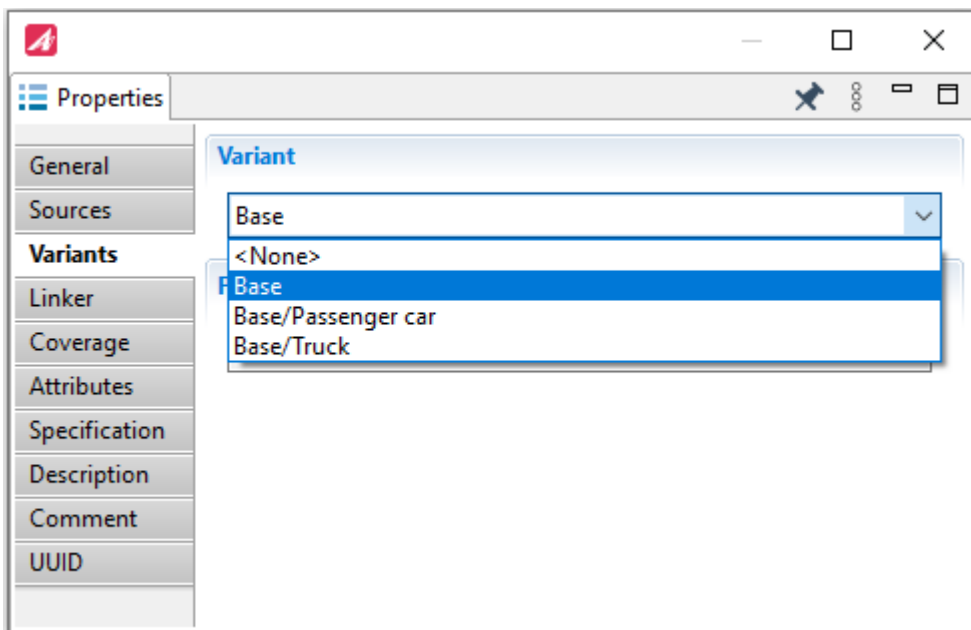 Properties
General
Sources
Variants
Linker
Coverage
Attributes
Specification
Description
Comment
UUID
Variant
Base
<None>
Base
Base/Passenger car
Base/Truck